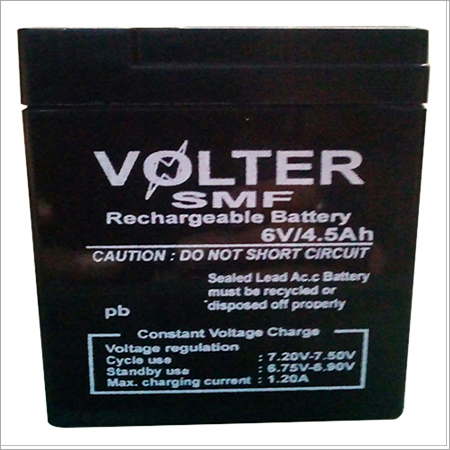 VOLTER
SMF
Rechargeable Battery
6V/4.5Ah
CAUTION : DO NOT SHORT CIRCUIT
Sealed Lead Ac.c Battery
must be recycled or
disposed off properly
pb
Constant Voltage Charge
Voltage regulation
Cycle use : 7.20V-7.50V
Standby use : 6.75V-6.90V
Max. charging current : 1.20A